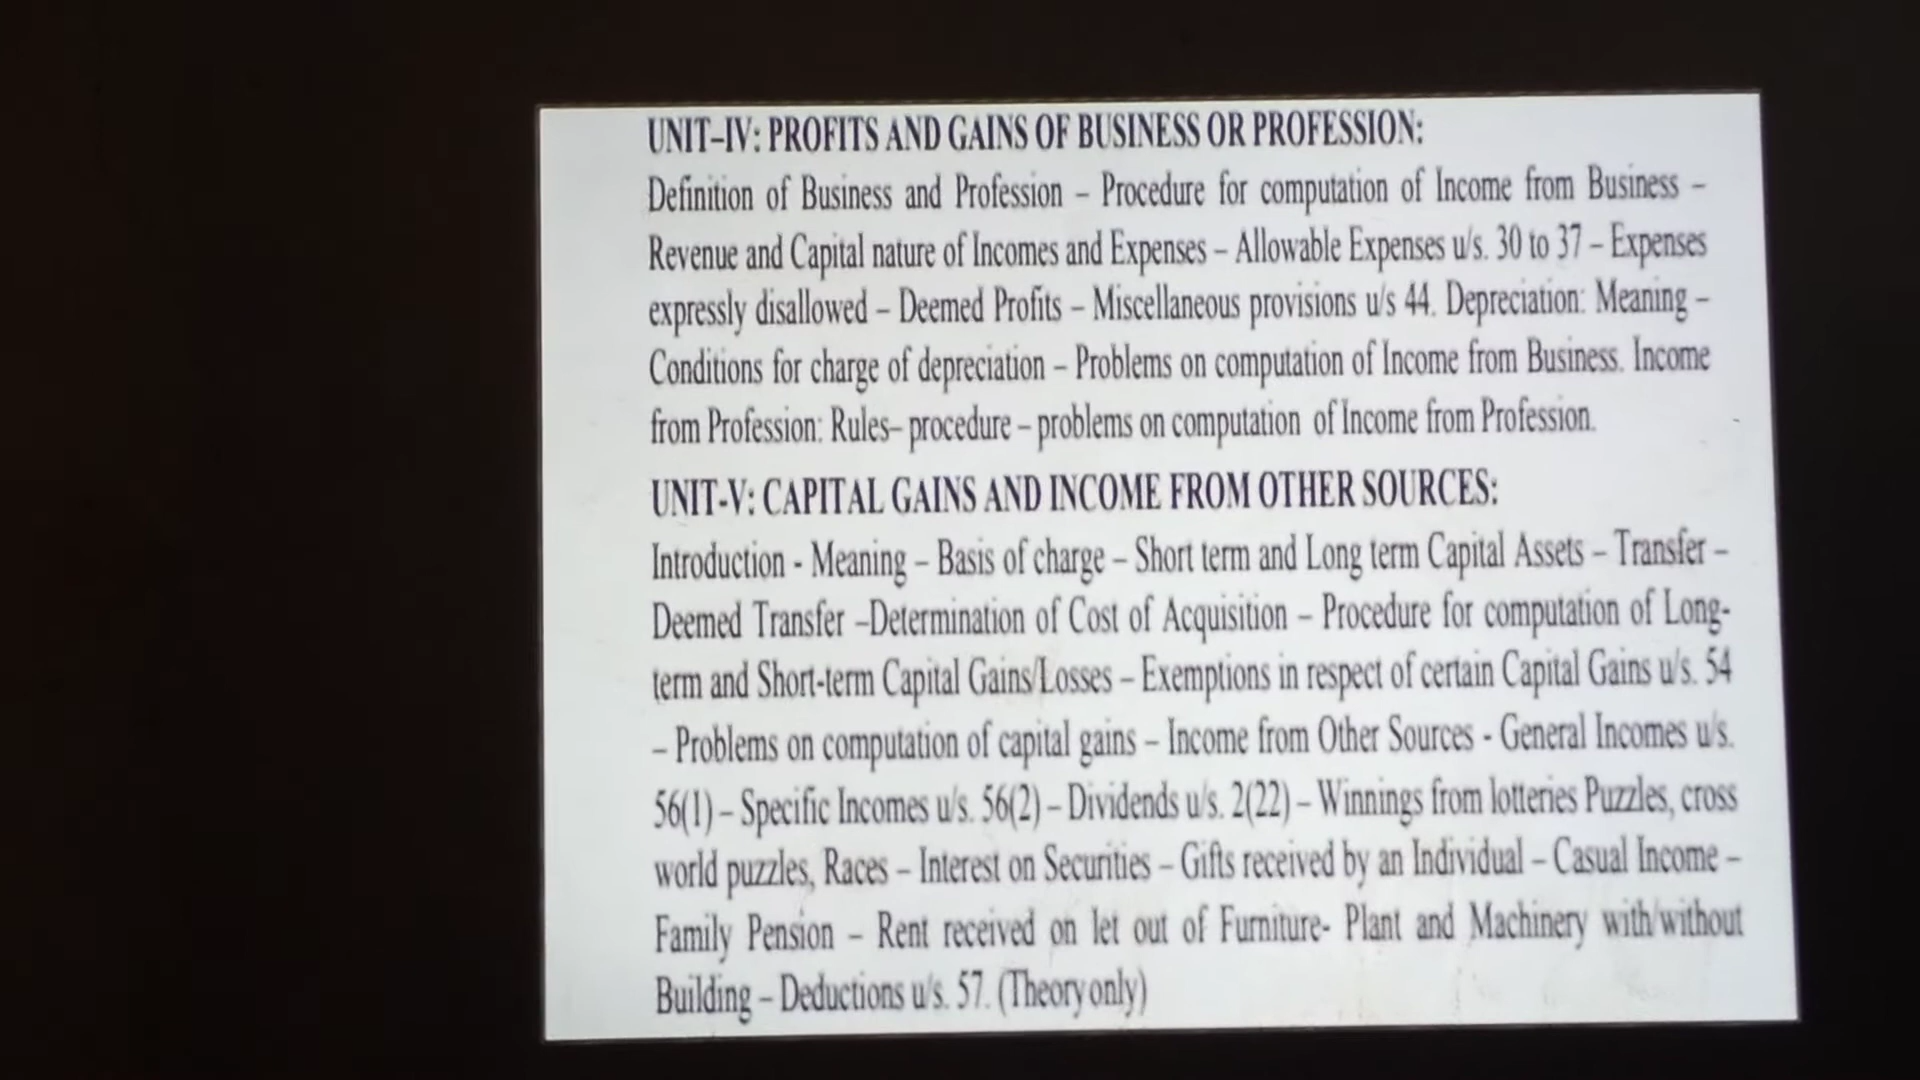 UNIT–IV: PROFITS AND GAINS OF BUSINESS OR PROFESSION:
Definition of Business and Profession – Procedure for computation of Income from Business –
Revenue and Capital nature of Incomes and Expenses – Allowable Expenses u/s. 30 to 37 – Expenses
expressly disallowed – Deemed Profits – Miscellaneous provisions u/s 44. Depreciation: Meaning –
Conditions for charge of depreciation – Problems on computation of Income from Business. Income
from Profession: Rules– procedure – problems on computation of Income from Profession.
UNIT-V: CAPITAL GAINS AND INCOME FROM OTHER SOURCES:
Introduction - Meaning – Basis of charge – Short term and Long term Capital Assets – Transfer –
Deemed Transfer –Determination of Cost of Acquisition – Procedure for computation of Long-
term and Short-term Capital Gains/Losses – Exemptions in respect of certain Capital Gains u/s. 54
– Problems on computation of capital gains – Income from Other Sources - General Incomes u/s.
56(1) – Specific Incomes u/s. 56(2) – Dividends u/s. 2(22) – Winnings from lotteries Puzzles, cross
world puzzles, Races – Interest on Securities – Gifts received by an Individual – Casual Income –
Family Pension – Rent received on let out of Furniture- Plant and Machinery with/without
Building – Deductions u/s. 57. (Theory only)